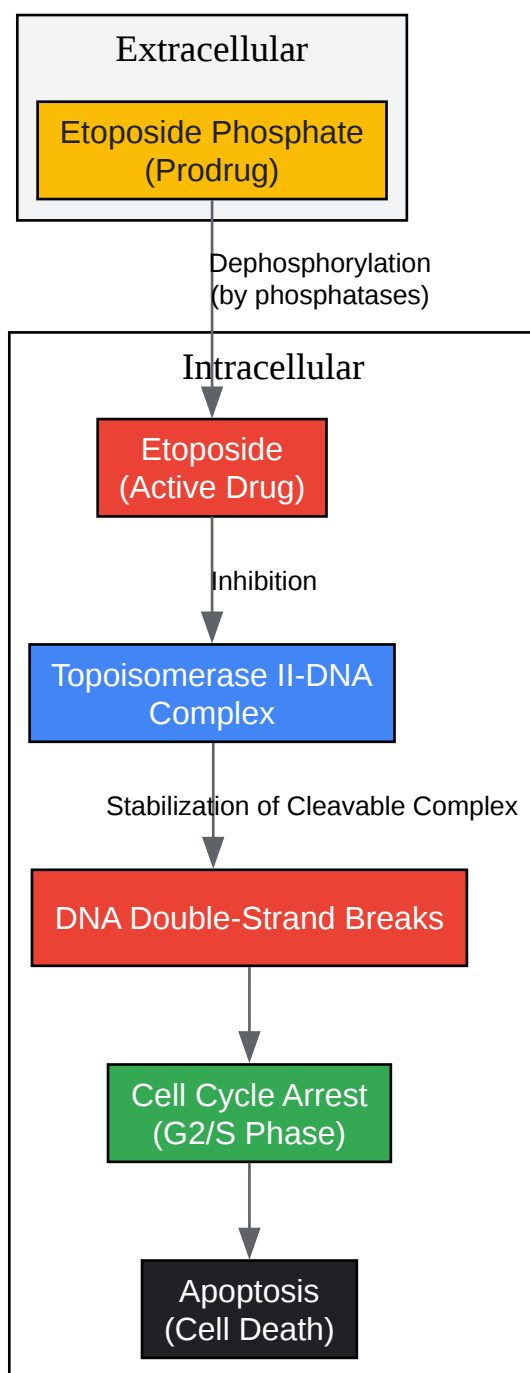 Extracellular
Etoposide Phosphate
(Prodrug)
Dephosphorylation
(by phosphatases)
Intracellular
Etoposide
(Active Drug)
Inhibition
Topoisomerase II-DNA
Complex
Stabilization of Cleavable Complex
DNA Double-Strand Breaks
Cell Cycle Arrest
(G2/S Phase)
Apoptosis
(Cell Death)